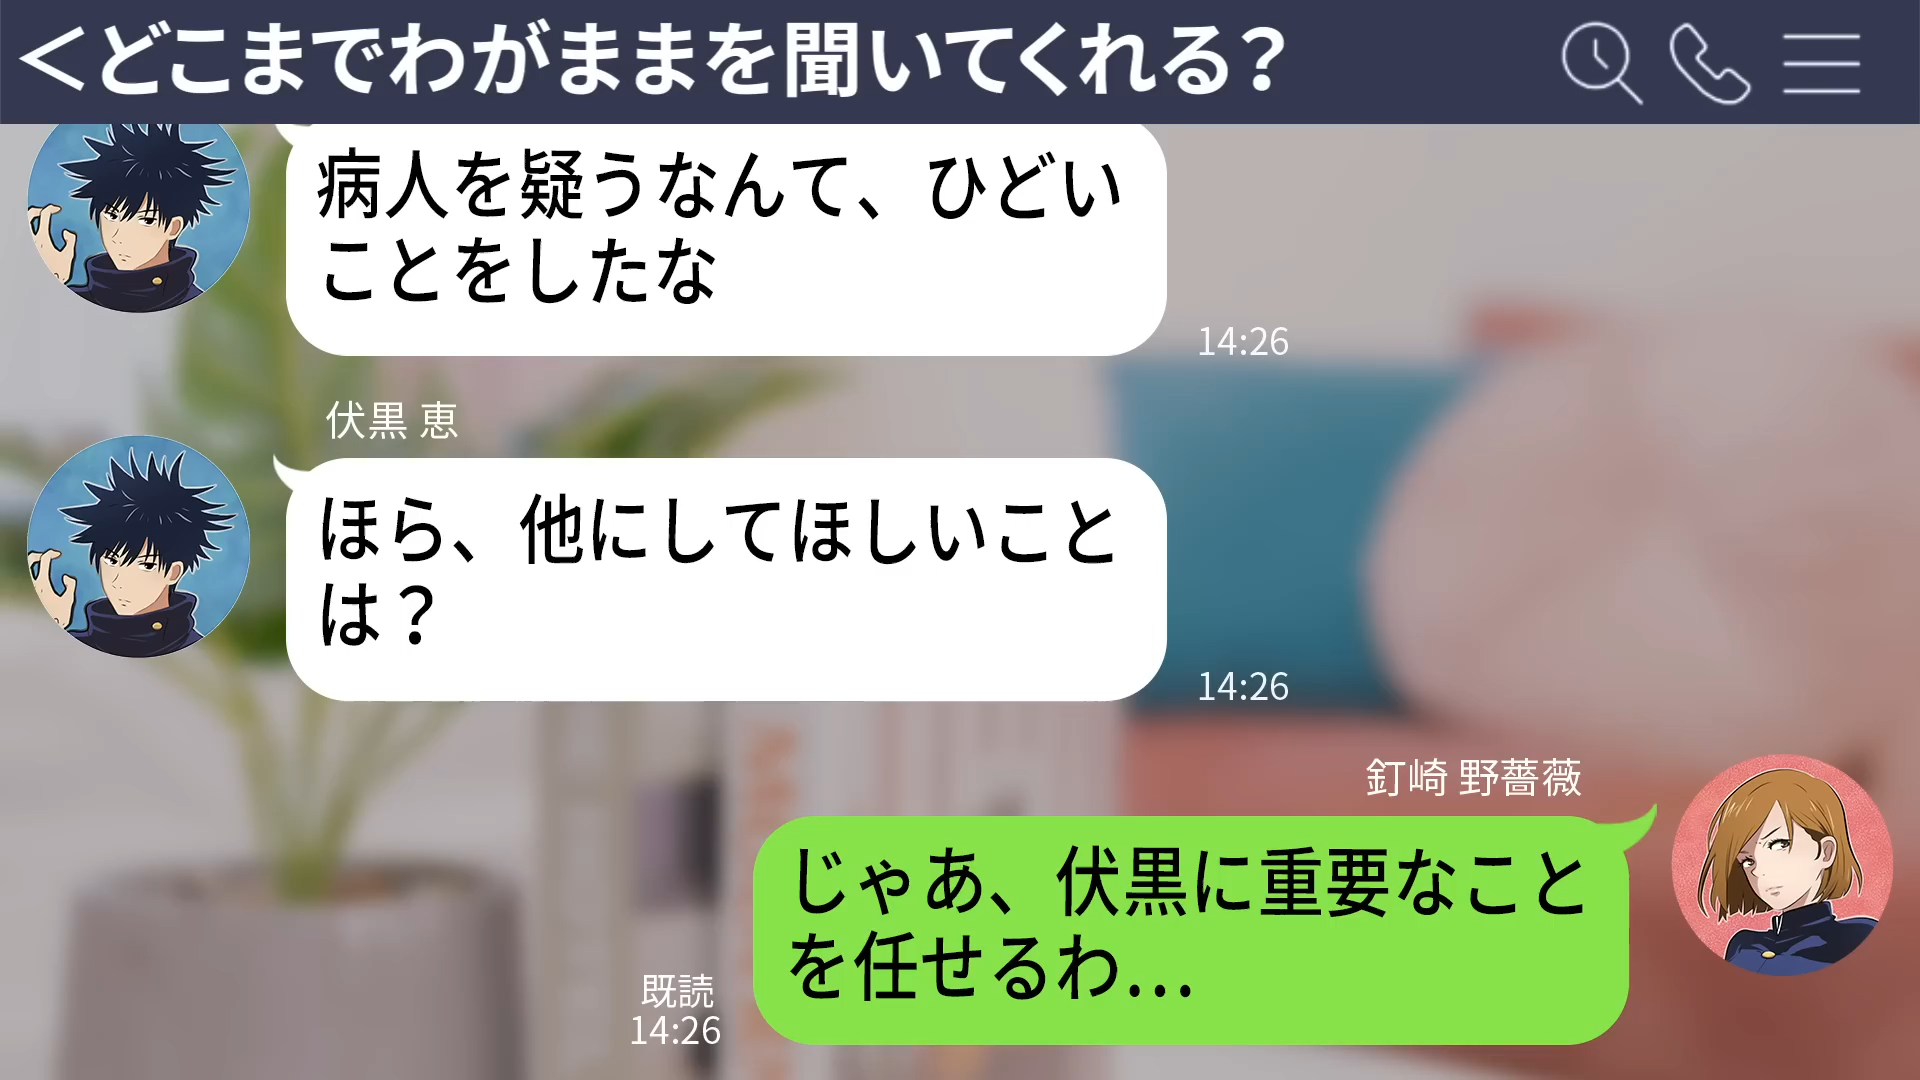 ＜どこまでわがままを聞いてくれる？
病人を疑うなんて、ひどい
ことをしたな
14:26
伏黒 恵
ほら、他にしてほしいこと
は？
14:26
釘崎 野薔薇
じゃあ、伏黒に重要なこと
を任せるわ…
既読
14:26